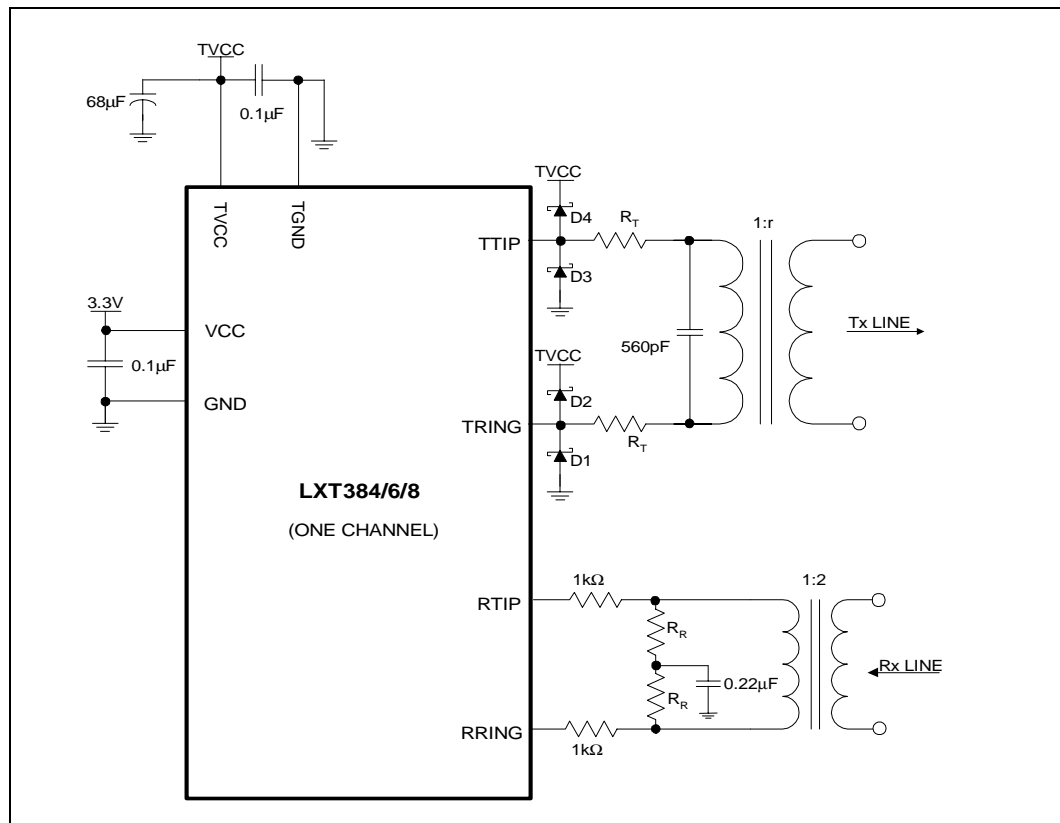 TVCC
68µF
0.1µF
TVCC
TGND
TVCC
D4
R_T
1:r
TTIP
D3
3.3V
VCC
Tx LINE
560pF
0.1µF
TVCC
D2
GND
TRING
R_T
D1
LXT384/6/8
(ONE CHANNEL)
1kΩ
1:2
RTIP
R_R
Rx LINE
0.22µF
R_R
RRING
1kΩ